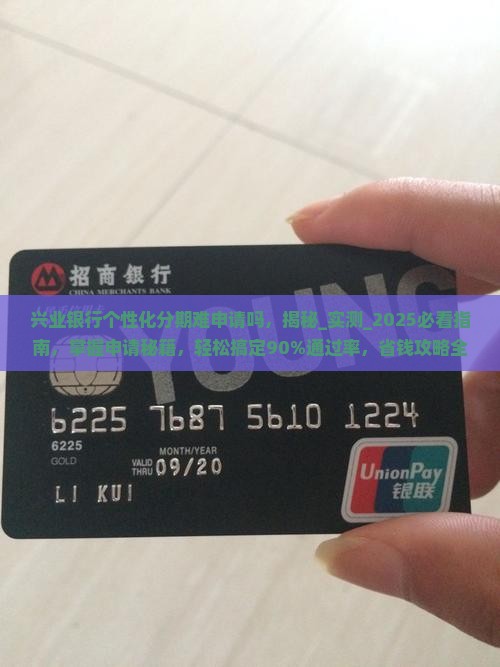 招商银行
CHINA MERCHANTS BANK
YOUNG
兴业银行个性化分期难申请吗，揭秘_实测_2025必看指
南，掌握申请秘籍，轻松搞定90%通过率，省钱攻略全
6225 7687 5610 1224
6225
GOLD
MONTH/YEAR
VALID THRU 09/20
LI KUI
UnionPay
银联